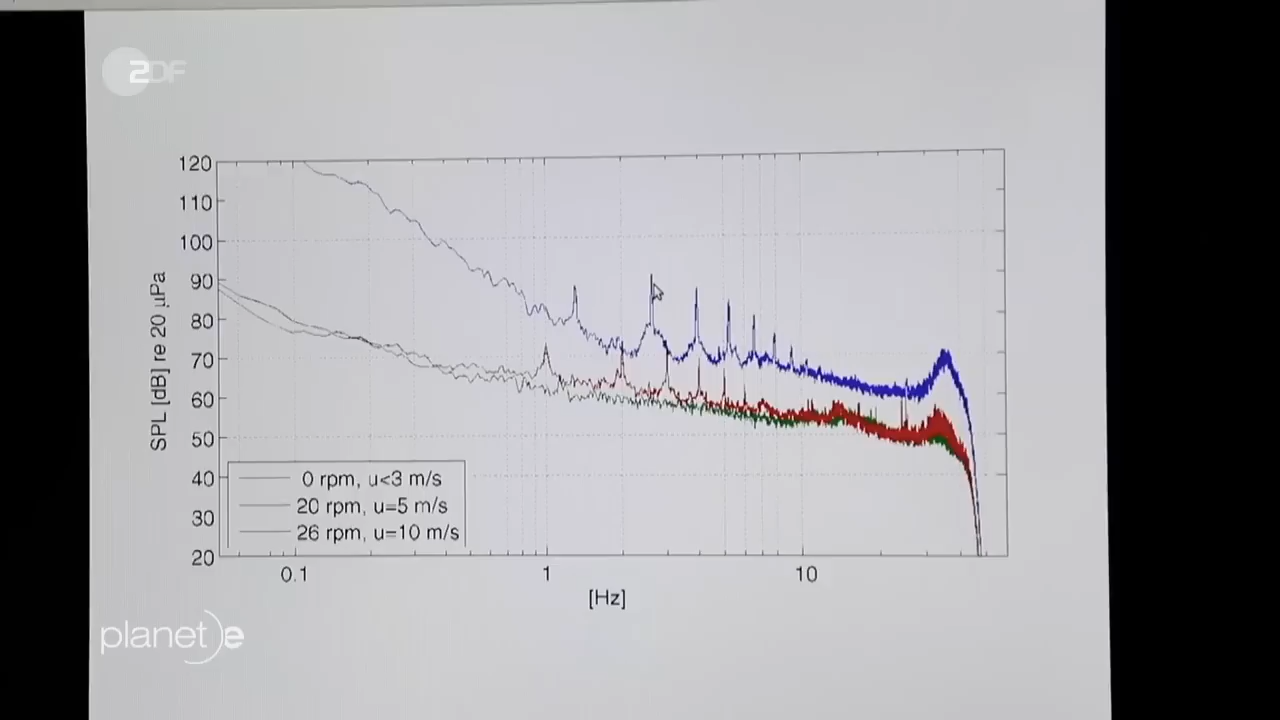 ZDF
120
110
100
90
80
70
60
50
40
30
20
SPL [dB] re 20 µPa
0 rpm, u<3 m/s
20 rpm, u=5 m/s
26 rpm, u=10 m/s
0.1 1 10
[Hz]
planet e